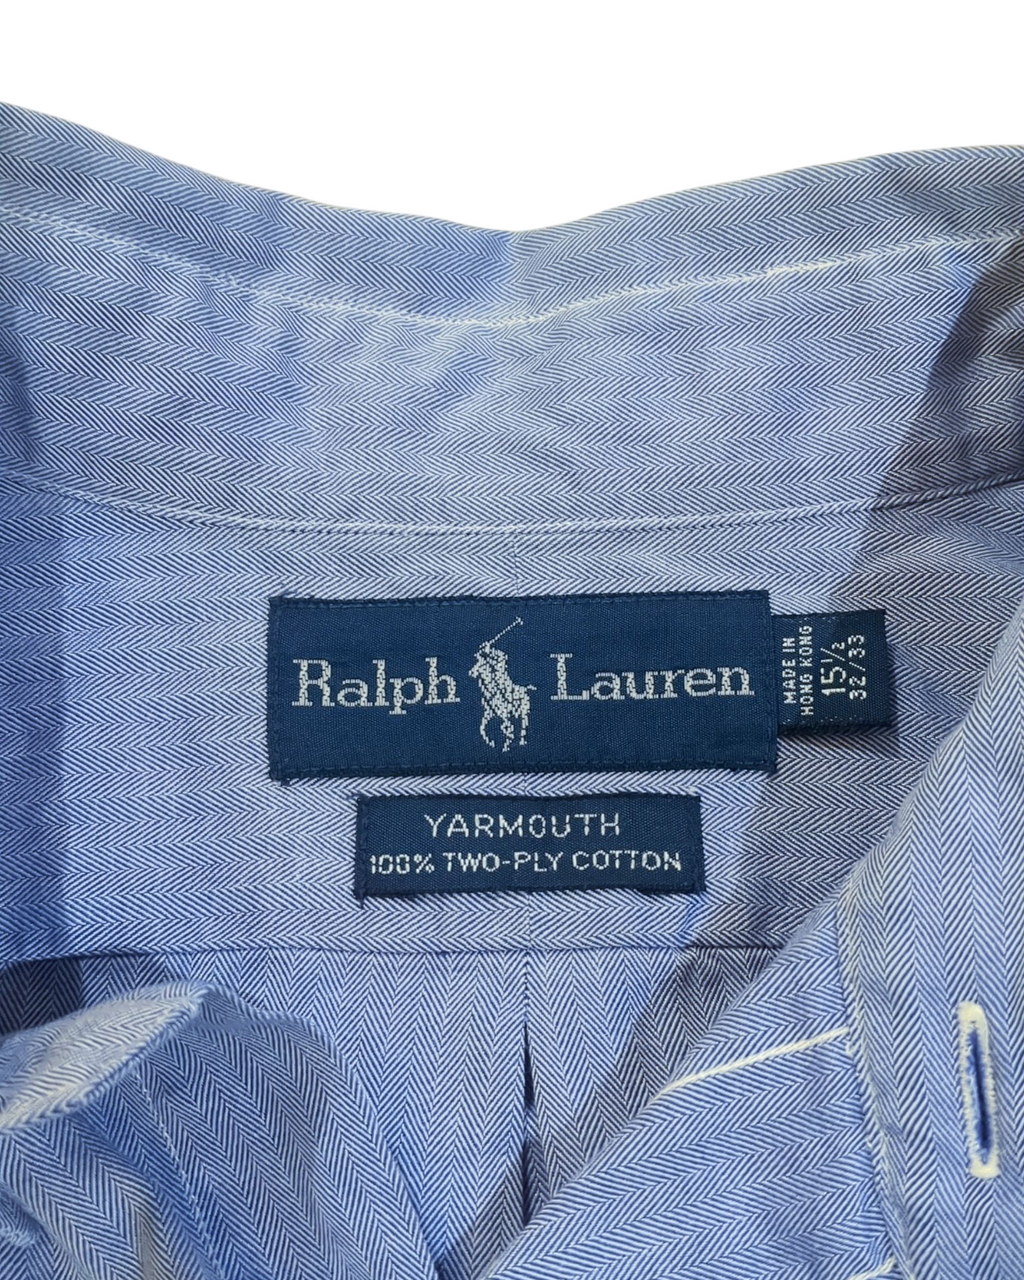 Ralph Lauren
MADE IN
HONG KONG
15½
32/33
YARMOUTH
100% TWO-PLY COTTON